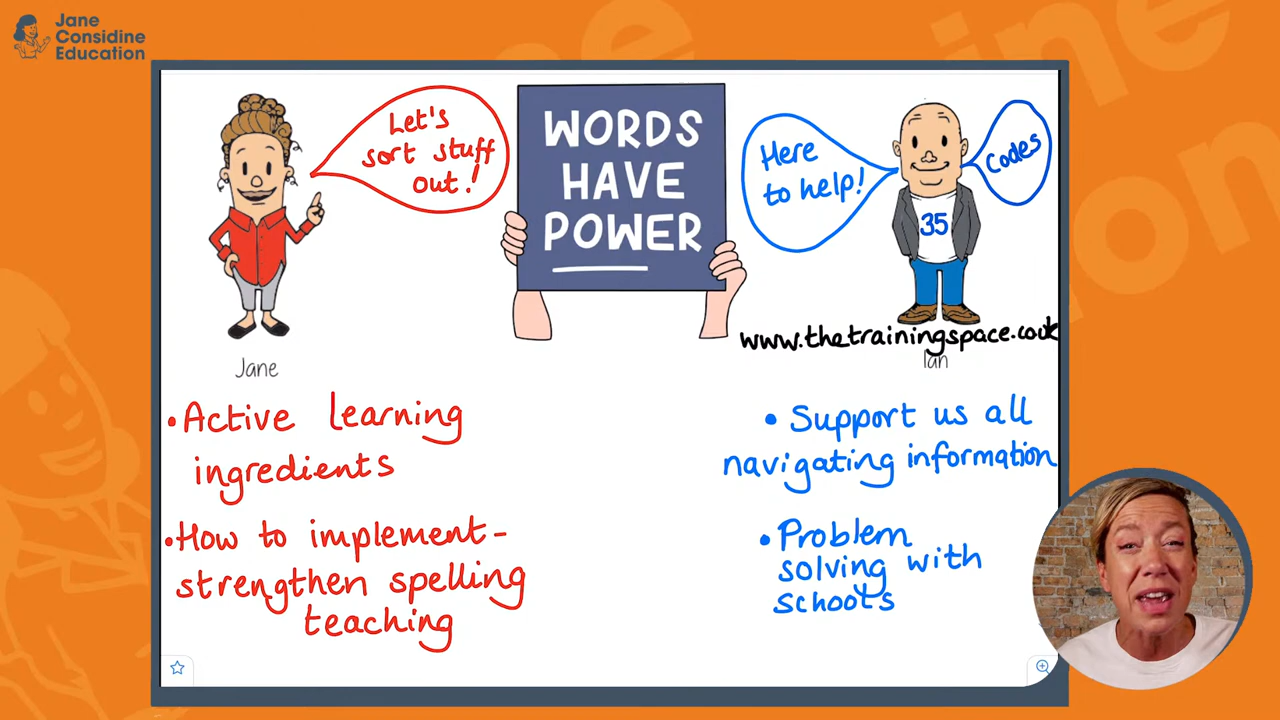 Jane
Considine
Education
Let's
sort stuff
out!
WORDS
HAVE
POWER
Here
to help!
Codes
35
www.thetrainingspace.co.uk
Jane
Ian
• Active learning
ingredients
• How to implement -
strengthen spelling
teaching
• Support us all
navigating information
• Problem
solving with
schools